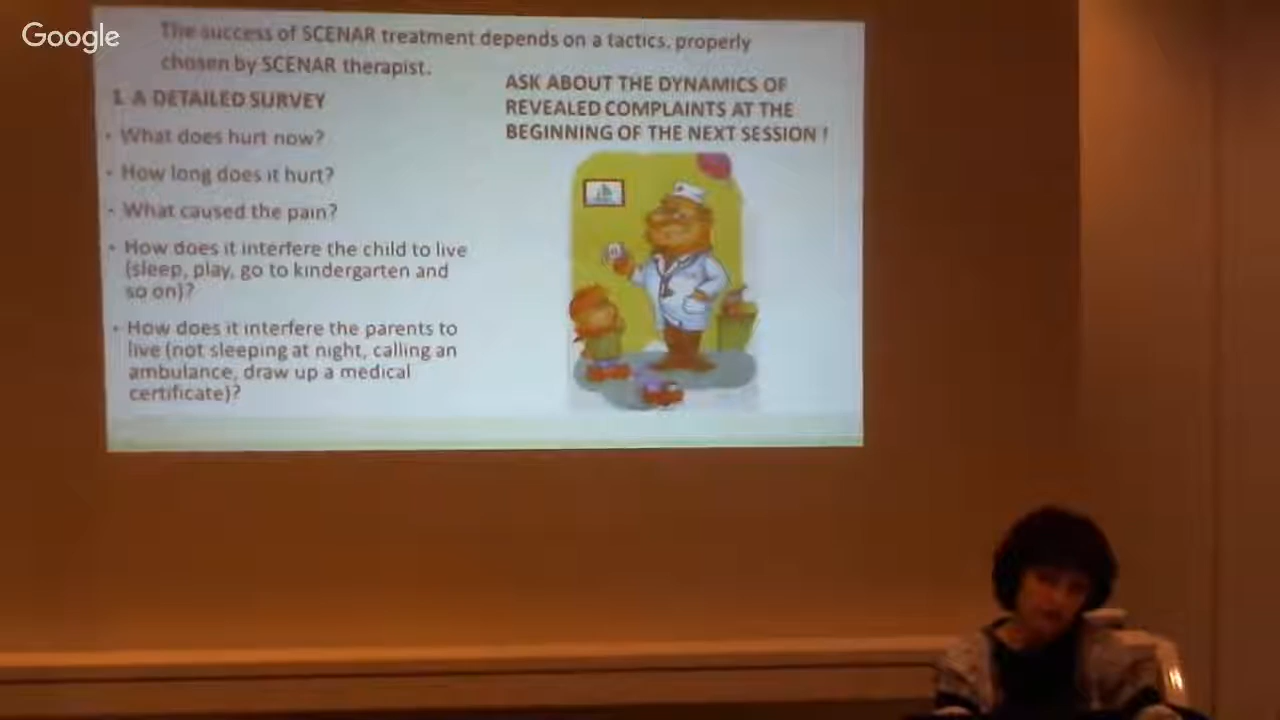 Google
The success of SCENAR treatment depends on a tactics, properly
chosen by SCENAR therapist.
1. A DETAILED SURVEY
• What does hurt now?
• How long does it hurt?
• What caused the pain?
• How does it interfere the child to live
(sleep, play, go to kindergarten and
so on)?
• How does it interfere the parents to
live (not sleeping at night, calling an
ambulance, draw up a medical
certificate)?
ASK ABOUT THE DYNAMICS OF
REVEALED COMPLAINTS AT THE
BEGINNING OF THE NEXT SESSION !